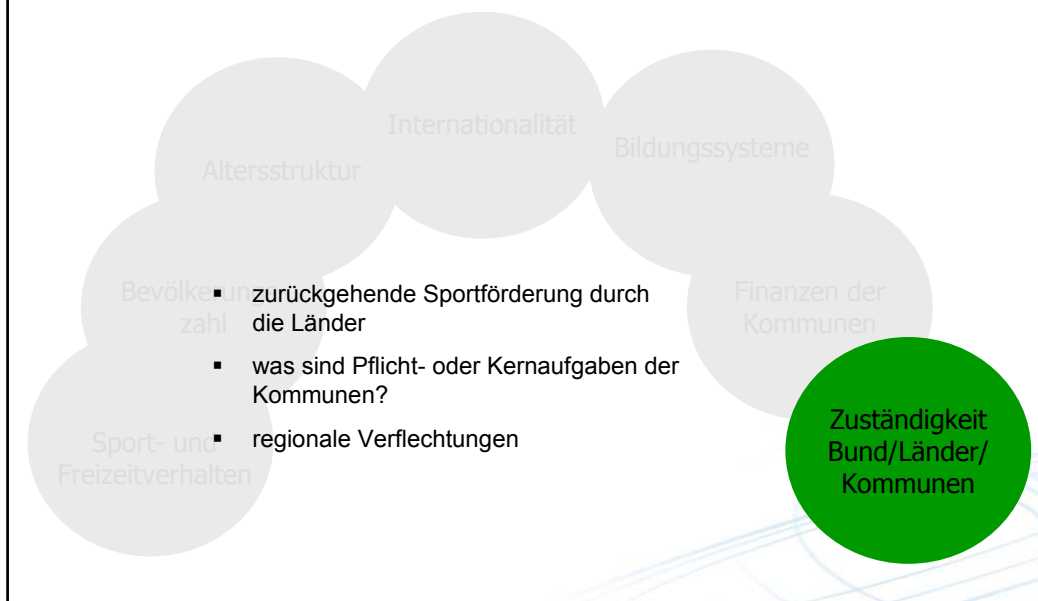 Internationalität
Bildungssysteme
Altersstruktur
Bevölkerungs
zahl
Finanzen der
Kommunen
▪ zurückgehende Sportförderung durch
die Länder
▪ was sind Pflicht- oder Kernaufgaben der
Kommunen?
▪ regionale Verflechtungen
Sport- und
Freizeitverhalten
Zuständigkeit
Bund/Länder/
Kommunen